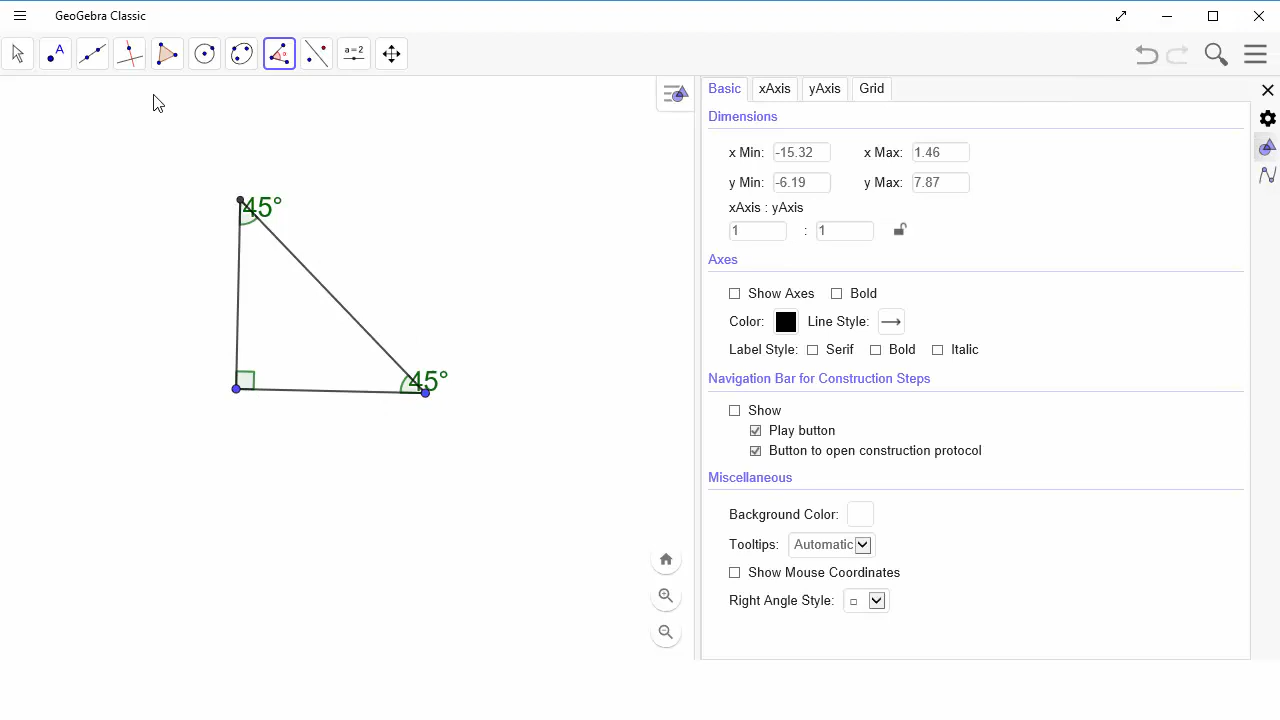 GeoGebra Classic
A
a=2
Basic xAxis yAxis Grid
Dimensions
x Min: -15.32 x Max: 1.46
y Min: -6.19 y Max: 7.87
xAxis : yAxis
1 : 1
Axes
Show Axes Bold
Color: Line Style:
Label Style: Serif Bold Italic
Navigation Bar for Construction Steps
Show
Play button
Button to open construction protocol
Miscellaneous
Background Color:
Tooltips: Automatic
Show Mouse Coordinates
Right Angle Style:
45°
45°